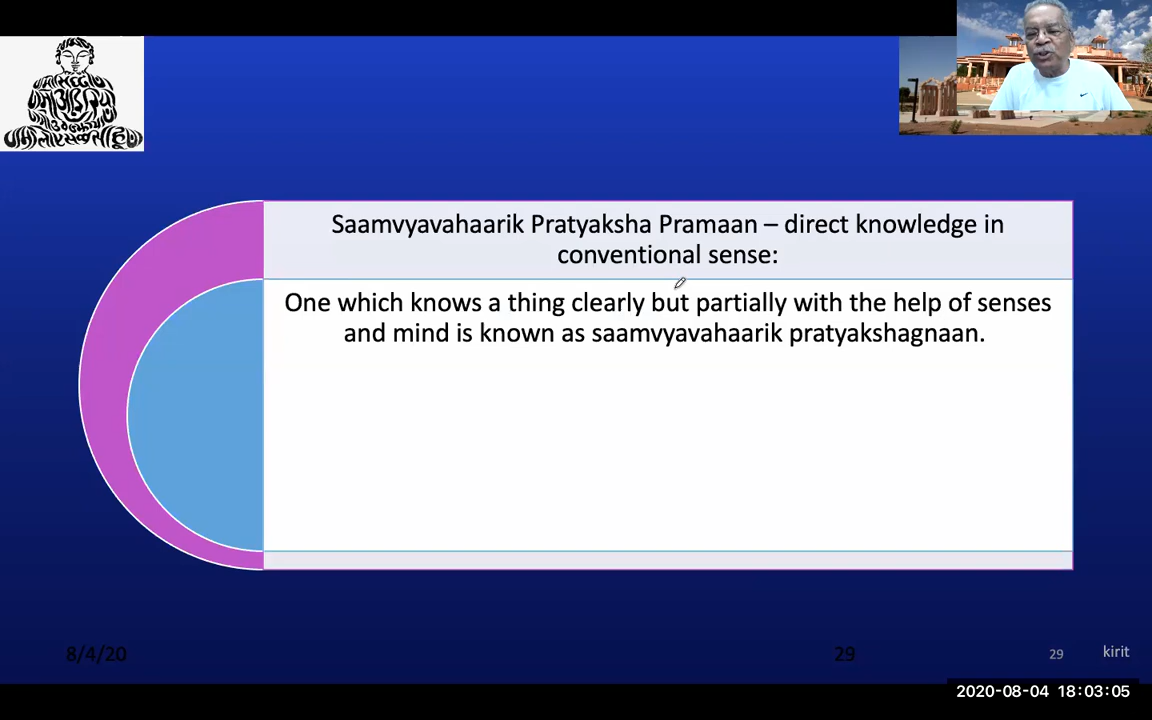 Saamvyavahaarik Pratyaksha Pramaan – direct knowledge in
conventional sense:
One which knows a thing clearly but partially with the help of senses
and mind is known as saamvyavahaarik pratyakshagnaan.
8/4/20
29
29
kirit
2020-08-04 18:03:05